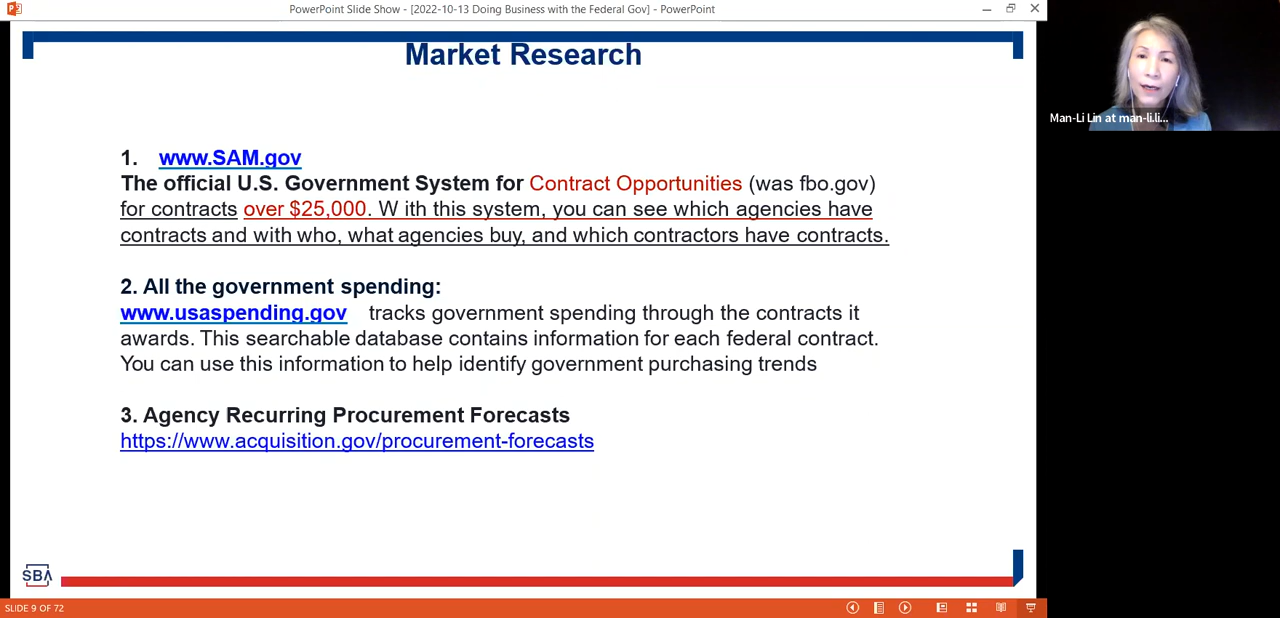 PowerPoint Slide Show - [2022-10-13 Doing Business with the Federal Gov] - PowerPoint
Market Research
1. www.SAM.gov
The official U.S. Government System for Contract Opportunities (was fbo.gov)
for contracts over $25,000. W ith this system, you can see which agencies have
contracts and with who, what agencies buy, and which contractors have contracts.
2. All the government spending:
www.usaspending.gov tracks government spending through the contracts it
awards. This searchable database contains information for each federal contract.
You can use this information to help identify government purchasing trends
3. Agency Recurring Procurement Forecasts
https://www.acquisition.gov/procurement-forecasts
SBA
SLIDE 9 OF 72
Man-Li Lin at man-li.li...